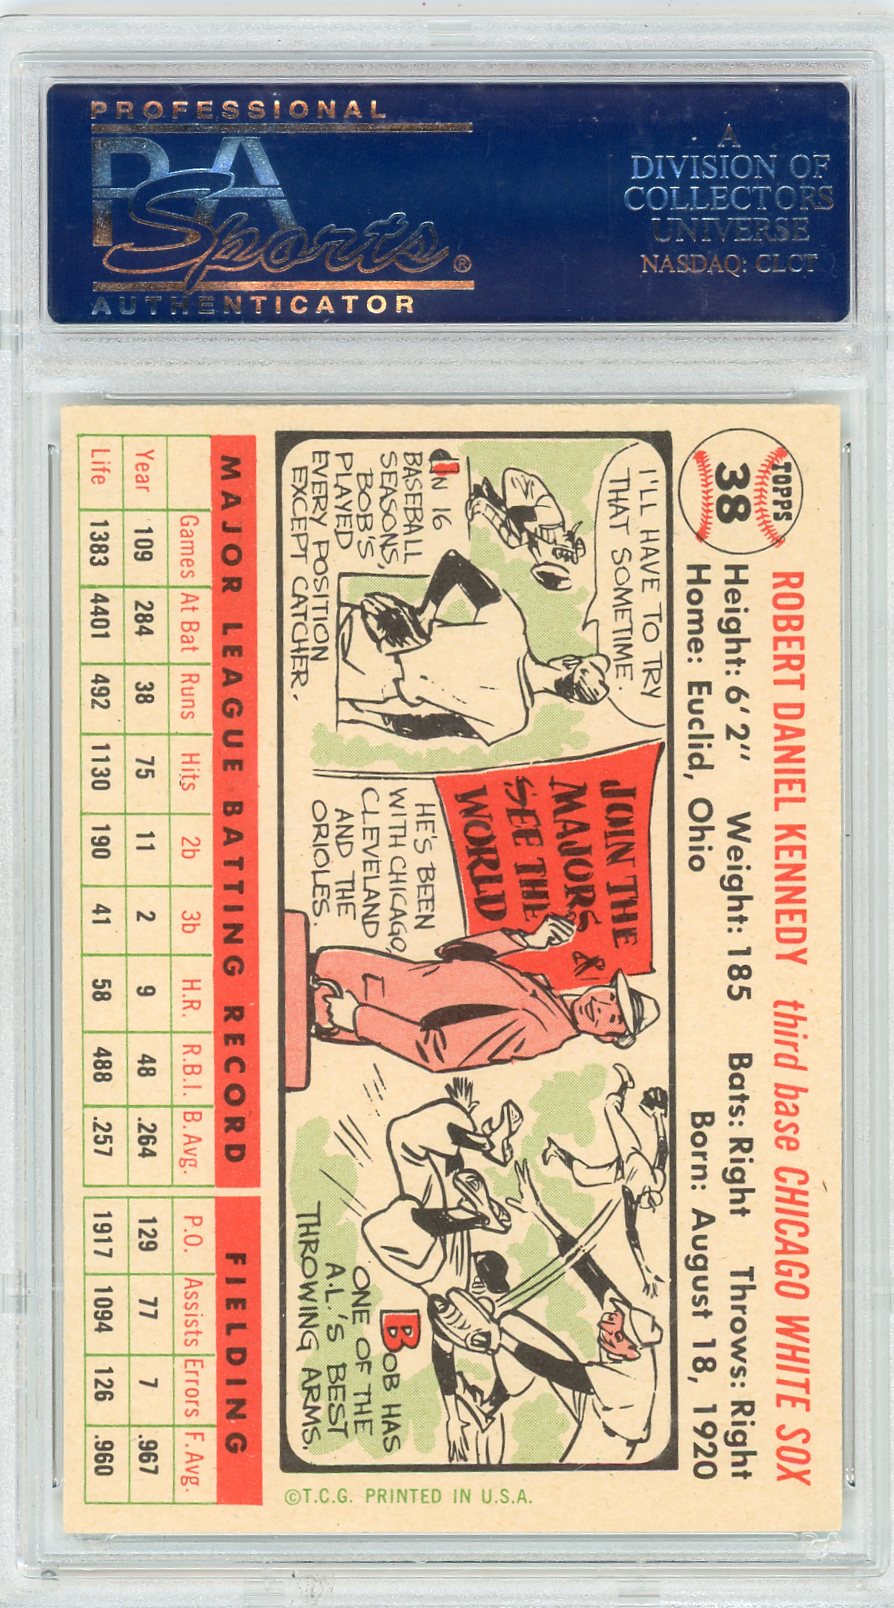 PROFESSIONAL
PSA
Sports®
AUTHENTICATOR
A
DIVISION OF
COLLECTORS
UNIVERSE
NASDAQ: CLCT
TOPPS
38
ROBERT DANIEL KENNEDY third base CHICAGO WHITE SOX
Height: 6'2" Weight: 185 Bats: Right Throws: Right
Home: Euclid, Ohio Born: August 18, 1920
I'LL HAVE TO TRY
THAT SOMETIME.
IN 16
BASEBALL
SEASONS,
BOB'S
PLAYED
EVERY POSITION
EXCEPT CATCHER.
JOIN THE
MAJORS &
SEE THE
WORLD
HE'S BEEN
WITH CHICAGO,
CLEVELAND
AND THE
ORIOLES.
BOB HAS
ONE OF THE
A.L.'S BEST
THROWING ARMS.
©T.C.G. PRINTED IN U.S.A.
MAJOR LEAGUE BATTING RECORD FIELDING
Games At Bat Runs Hits 2b 3b H.R. R.B.I. B. Avg. P.O. Assists Errors F. Avg.
Year 109 284 38 75 11 2 9 48 .264 129 77 7 .967
Life 1383 4401 492 1130 190 41 58 488 .257 1917 1094 126 .960